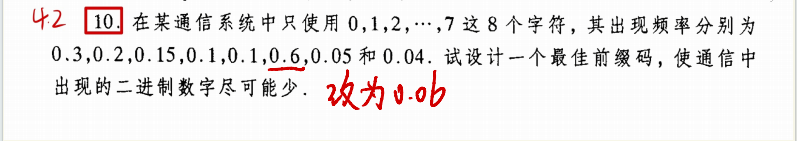 4.2 10. 在某通信系统中只使用 0,1,2,…,7 这 8 个字符，其出现频率分别为
0.3,0.2,0.15,0.1,0.1,0.6,0.05 和 0.04. 试设计一个最佳前缀码，使通信中
出现的二进制数字尽可能少. 改为0.06